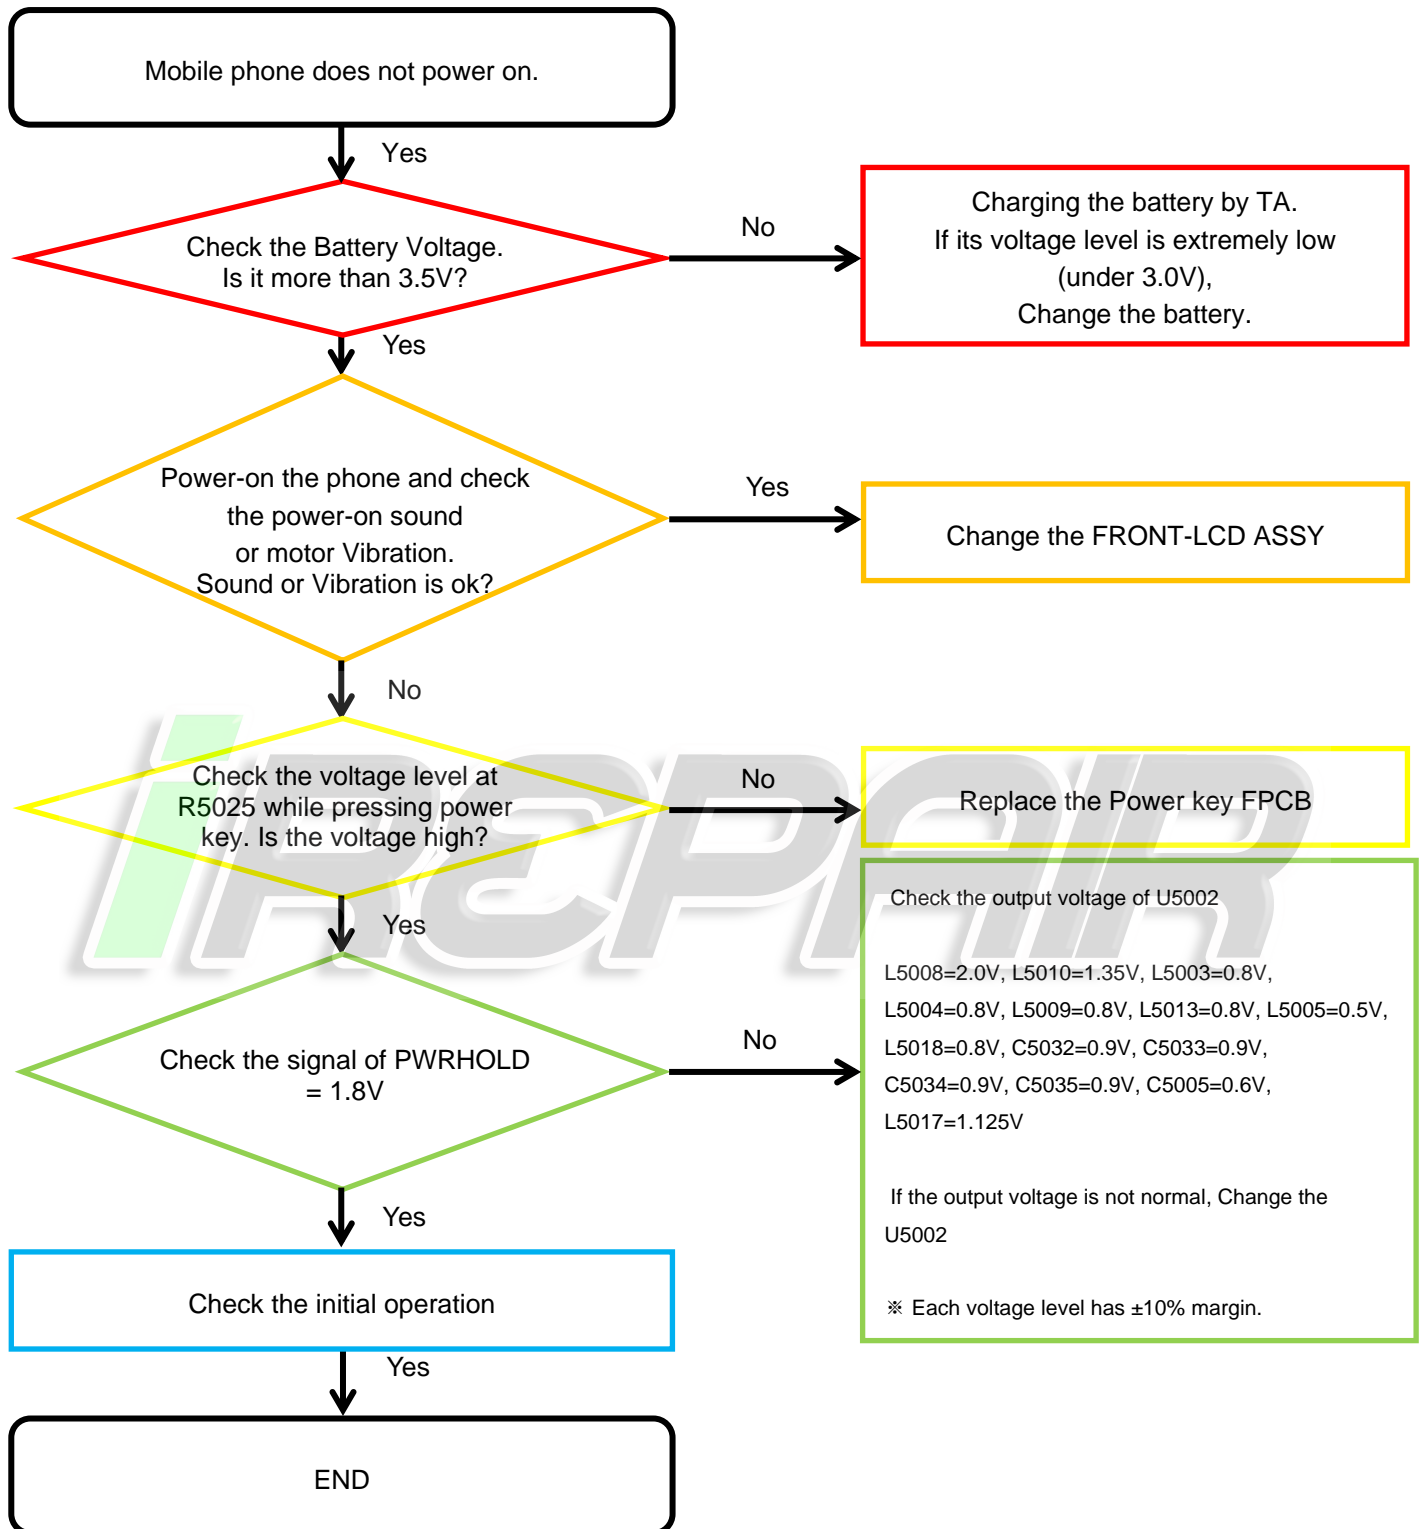 Mobile phone does not power on.
Yes
Check the Battery Voltage.
Is it more than 3.5V?
No
Charging the battery by TA.
If its voltage level is extremely low
(under 3.0V),
Change the battery.
Yes
Power-on the phone and check
the power-on sound
or motor Vibration.
Sound or Vibration is ok?
Yes
Change the FRONT-LCD ASSY
No
Check the voltage level at
R5025 while pressing power
key. Is the voltage high?
No
Replace the Power key FPCB
iREPAIR
Yes
Check the signal of PWRHOLD
= 1.8V
No
Check the output voltage of U5002
L5008=2.0V, L5010=1.35V, L5003=0.8V,
L5004=0.8V, L5009=0.8V, L5013=0.8V, L5005=0.5V,
L5018=0.8V, C5032=0.9V, C5033=0.9V,
C5034=0.9V, C5035=0.9V, C5005=0.6V,
L5017=1.125V
If the output voltage is not normal, Change the
U5002
※ Each voltage level has ±10% margin.
Yes
Check the initial operation
Yes
END